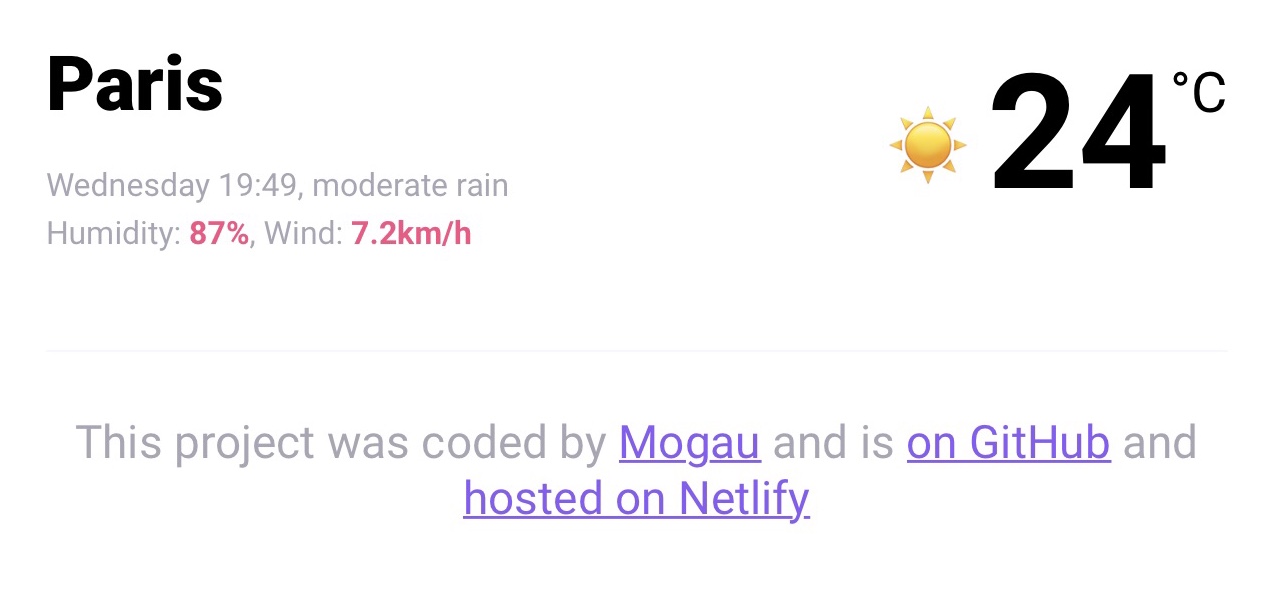 Paris
24°C
Wednesday 19:49, moderate rain
Humidity: 87%, Wind: 7.2km/h
This project was coded by Mogau and is on GitHub and
hosted on Netlify